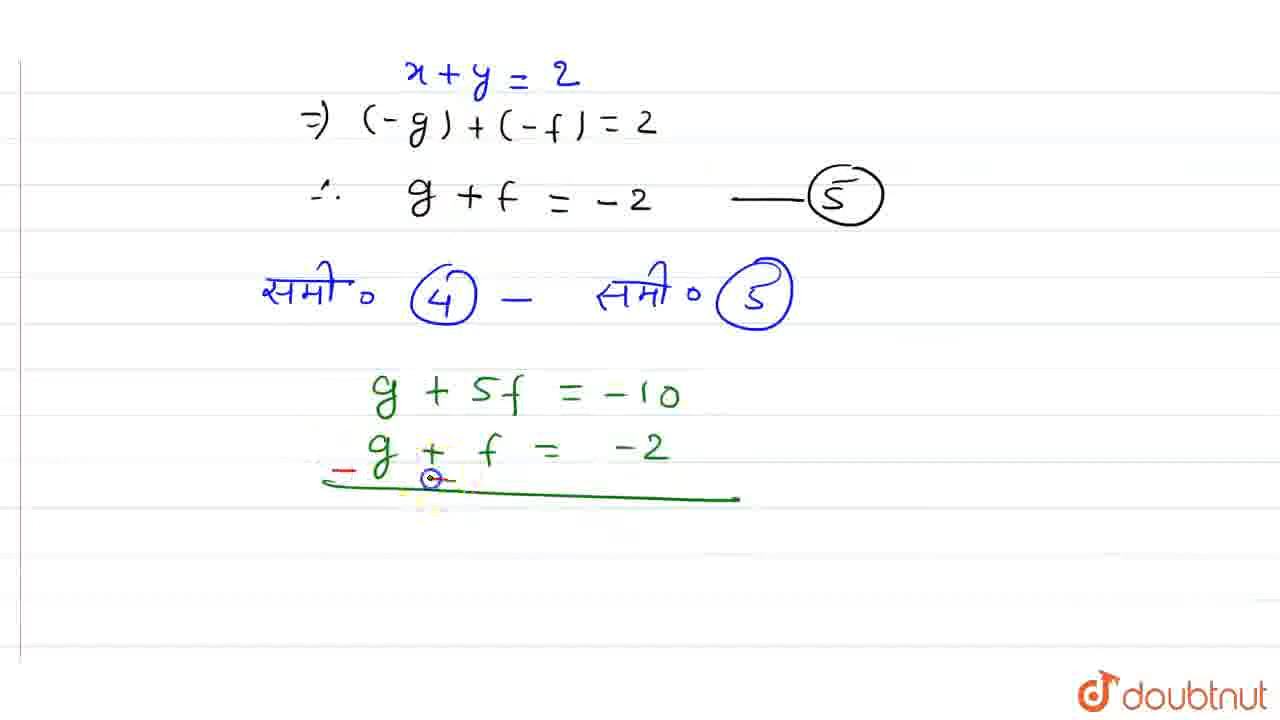 x + y = 2
⇒ (-g) + (-f) = 2
∴ g + f = -2 —— 5
समी० 4 - समी० 5
g + 5f = -10
g + f = -2
- -
doubtnut